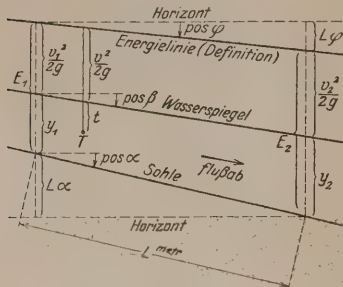 Horizont
pos φ
Lφ
Energielinie (Definition)
v₁²/2g
v²/2g
v₂²/2g
E₁
pos β Wasserspiegel
y₁
t
T
E₂
y₂
pos α
Sohle
flußab
Lα
Horizont
L metr